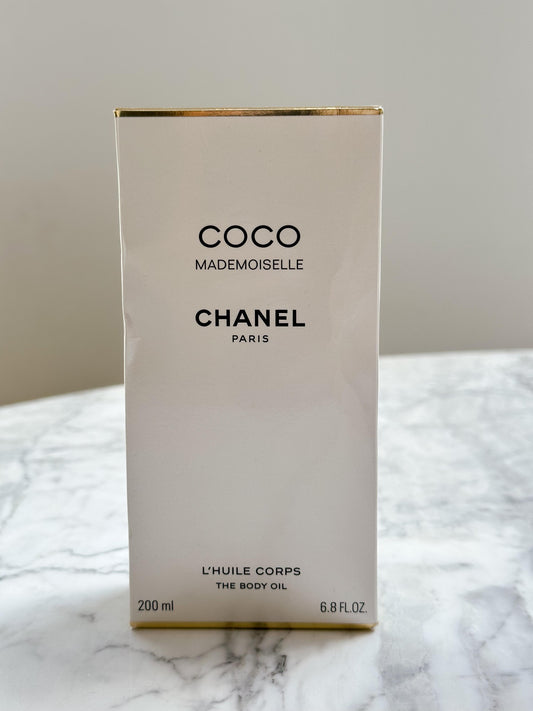 COCO
MADEMOISELLE
CHANEL
PARIS
L'HUILE CORPS
THE BODY OIL
200 ml 6.8 FL.OZ.